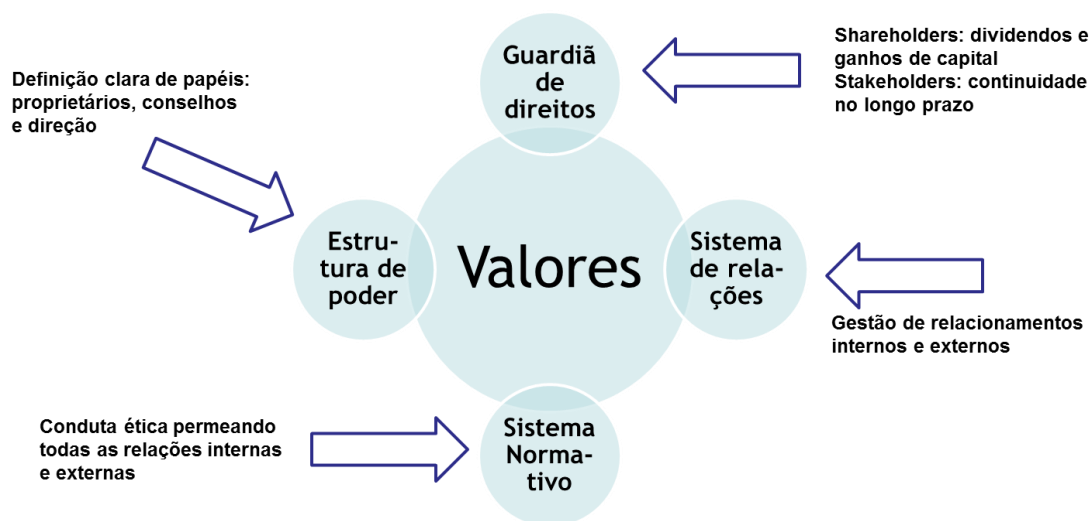 Guardiã
de
direitos
Shareholders: dividendos e
ganhos de capital
Stakeholders: continuidade
no longo prazo
Definição clara de papéis:
proprietários, conselhos
e direção
Estru-
tura de
poder
Valores
Sistema
de rela-
ções
Gestão de relacionamentos
internos e externos
Conduta ética permeando
todas as relações internas
e externas
Sistema
Norma-
tivo